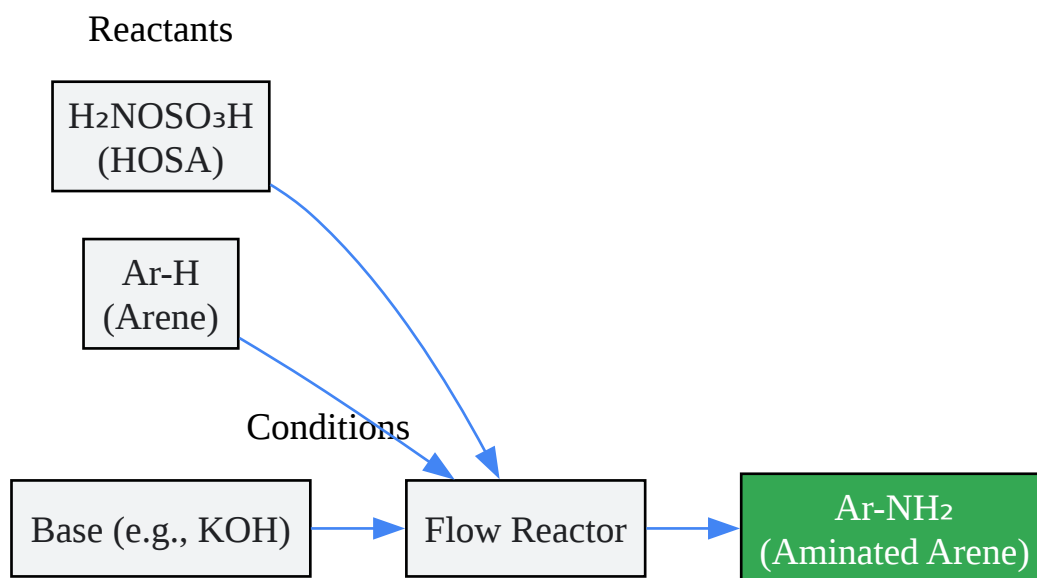 Reactants
H₂NOSO₃H
(HOSA)
Ar-H
(Arene)
Conditions
Base (e.g., KOH)
Flow Reactor
Ar-NH₂
(Aminated Arene)